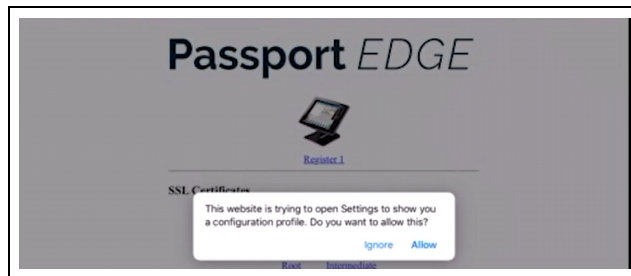 Passport EDGE
Register 1
SSL Certificates
This website is trying to open Settings to show you
a configuration profile. Do you want to allow this?
Ignore Allow
Root Intermediate